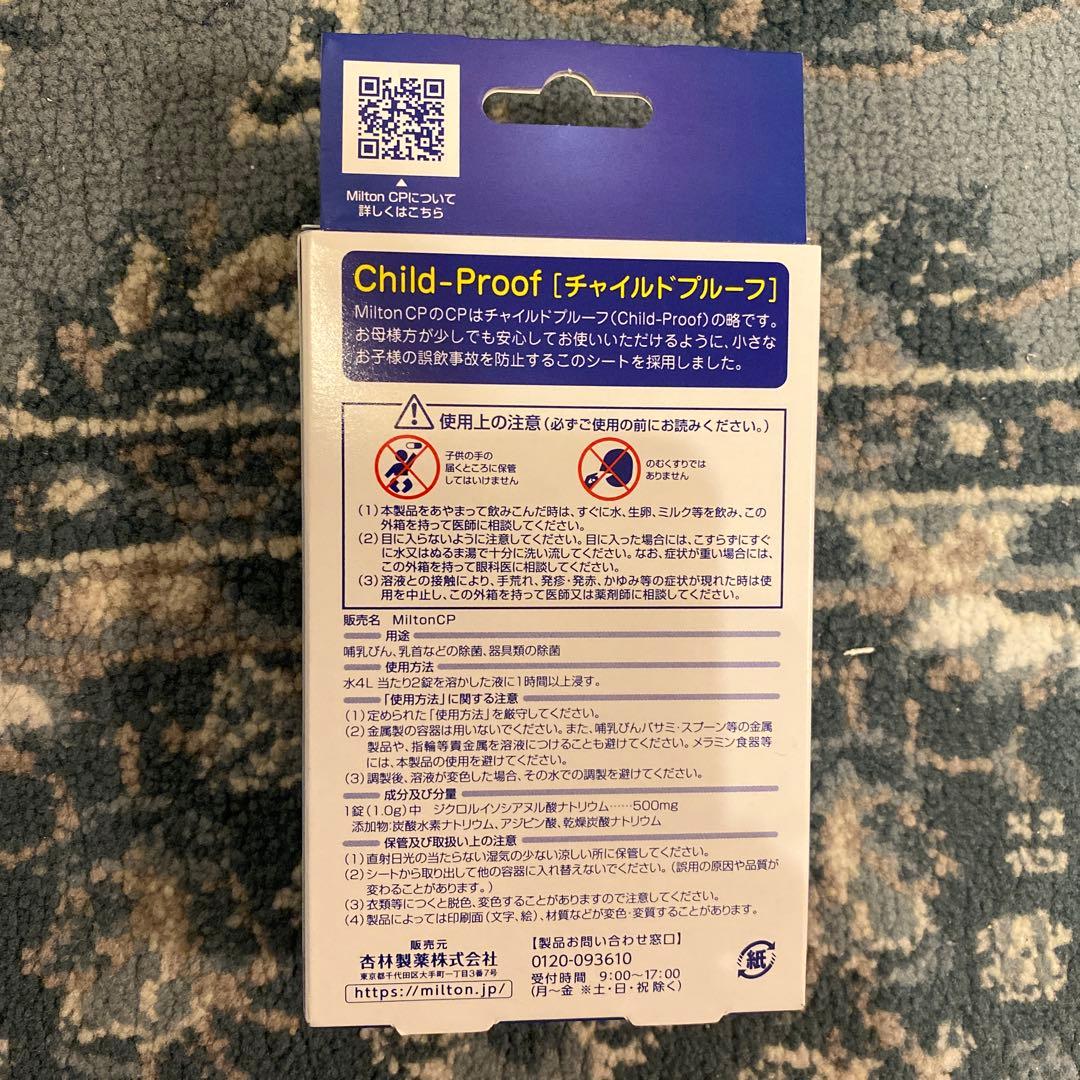 Milton CPについて
詳しくはこちら
Child-Proof [チャイルドプルーフ]
Milton CPのCPはチャイルドプルーフ(Child-Proof)の略です。
お母様方が少しでも安心してお使いいただけるように、小さな
お子様の誤飲事故を防止するこのシートを採用しました。
使用上の注意(必ずご使用の前にお読みください。)
子供の手の
届くところに保管
してはいけません
のむくすりでは
ありません
(1)本製品をあやまって飲みこんだ時は、すぐに水、生卵、ミルク等を飲み、この
外箱を持って医師に相談してください。
(2)目に入らないように注意してください。目に入った場合には、こすらずにすぐ
に水又はぬるま湯で十分に洗い流してください。なお、症状が重い場合には、
この外箱を持って眼科医に相談してください。
(3)溶液との接触により、手荒れ、発疹・発赤、かゆみ等の症状が現れた時は使
用を中止し、この外箱を持って医師又は薬剤師に相談してください。
販売名 MiltonCP
用途
哺乳びん、乳首などの除菌、器具類の除菌
使用方法
水4L 当たり2錠を溶かした液に1時間以上浸す。
「使用方法」に関する注意
(1)定められた「使用方法」を厳守してください。
(2)金属製の容器は用いないでください。また、哺乳びんバサミ・スプーン等の金属
製品や、指輪等貴金属を溶液につけることも避けてください。メラミン食器等
には、本製品の使用を避けてください。
(3)調製後、溶液が変色した場合、その水での調製を避けてください。
成分及び分量
1錠(1.0g)中 ジクロルイソシアヌル酸ナトリウム……500mg
添加物:炭酸水素ナトリウム、アジピン酸、乾燥炭酸ナトリウム
保管及び取扱い上の注意
(1)直射日光の当たらない湿気の少ない涼しい所に保管してください。
(2)シートから取り出して他の容器に入れ替えないでください。(誤用の原因や品質が
変わることがあります。)
(3)衣類等につくと脱色、変色することがありますので注意してください。
(4)製品によっては印刷面(文字、絵)、材質などが変色・変質することがあります。
販売元
杏林製薬株式会社
東京都千代田区大手町一丁目3番7号
https://milton.jp/
【製品お問い合わせ窓口】
0120-093610
受付時間 9:00〜17:00
(月〜金 ※土・日・祝 除く)
紙